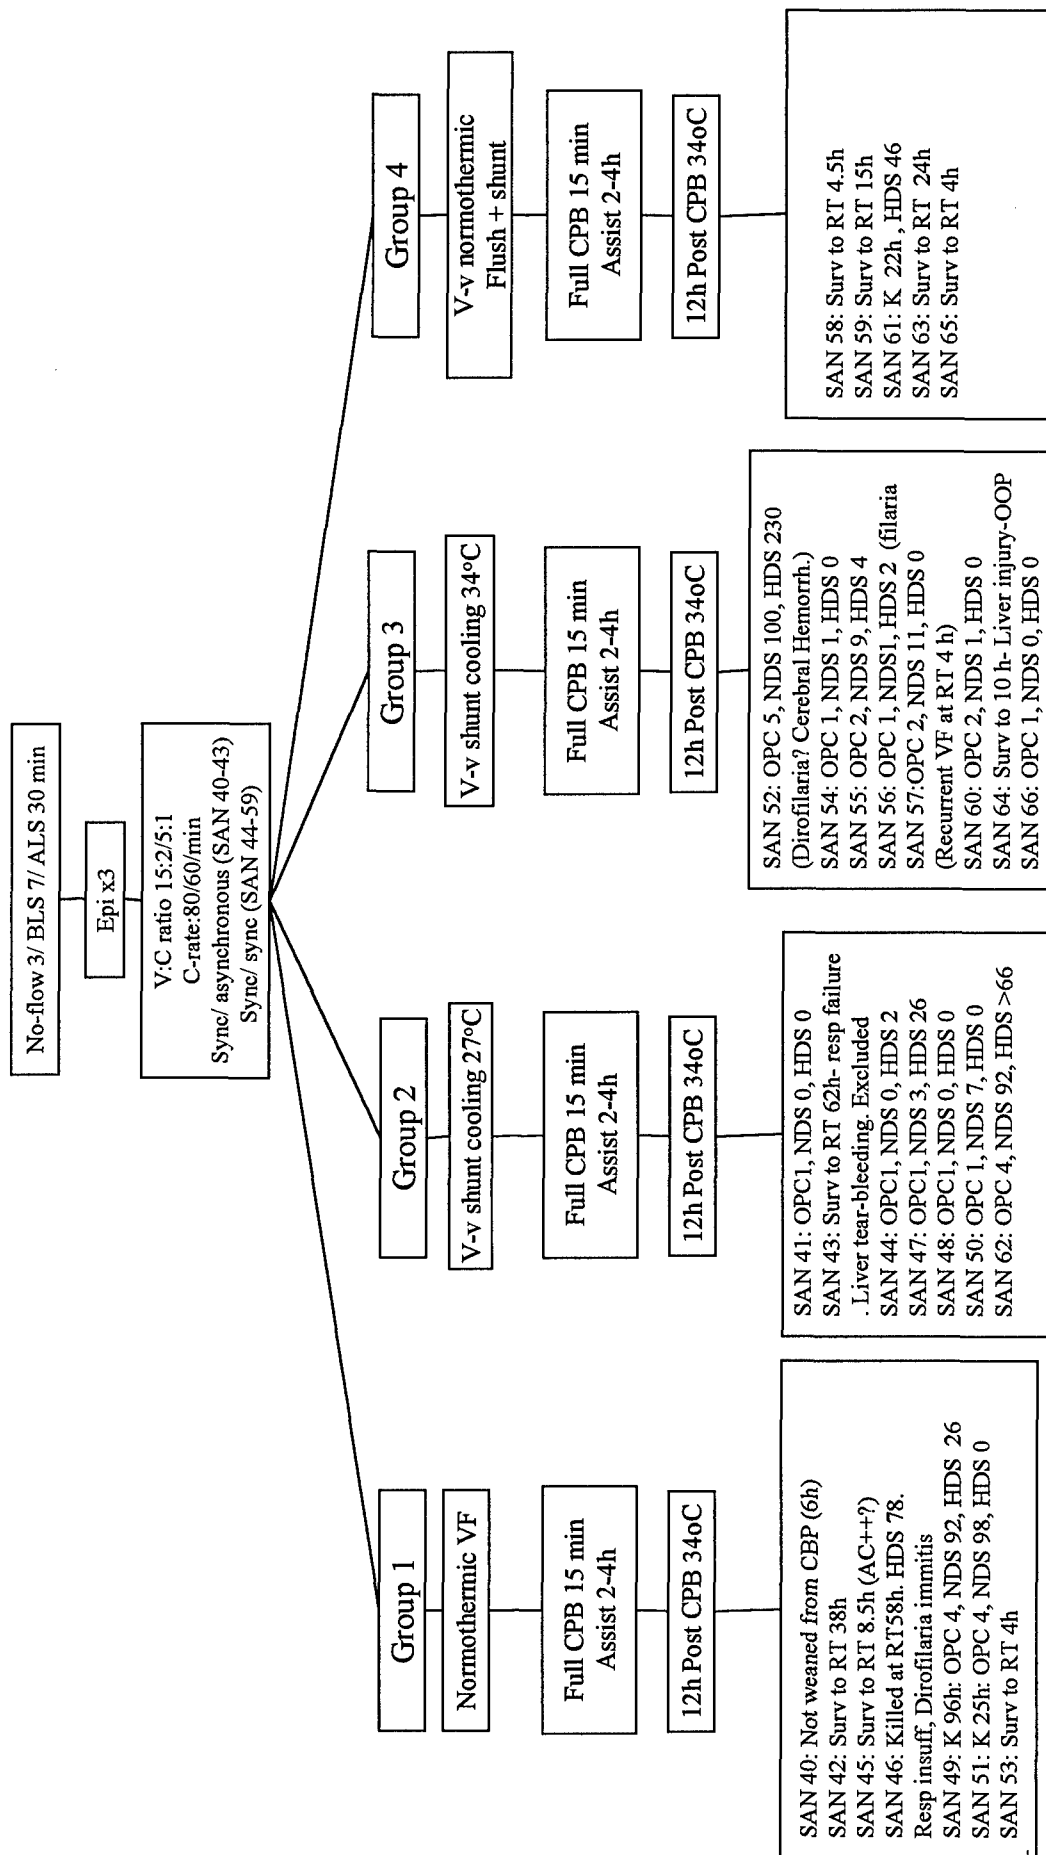 No-flow 3/ BLS 7/ ALS 30 min
Epi x3
V:C ratio 15:2/5:1
C-rate:80/60/min
Sync/ asynchronous (SAN 40-43)
Sync/ sync (SAN 44-59)
Group 1
Normothermic VF
Full CPB 15 min
Assist 2-4h
12h Post CPB 34oC
SAN 40: Not weaned from CBP (6h)
SAN 42: Surv to RT 38h
SAN 45: Surv to RT 8.5h (AC++?)
SAN 46: Killed at RT58h. HDS 78.
Resp insuff, Dirofilaria immitis
SAN 49: K 96h: OPC 4, NDS 92, HDS 26
SAN 51: K 25h: OPC 4, NDS 98, HDS 0
SAN 53: Surv to RT 4h
Group 2
V-v shunt cooling 27°C
Full CPB 15 min
Assist 2-4h
12h Post CPB 34oC
SAN 41: OPC1, NDS 0, HDS 0
SAN 43: Surv to RT 62h- resp failure
. Liver tear-bleeding. Excluded
SAN 44: OPC1, NDS 0, HDS 2
SAN 47: OPC1, NDS 3, HDS 26
SAN 48: OPC1, NDS 0, HDS 0
SAN 50: OPC 1, NDS 7, HDS 0
SAN 62: OPC 4, NDS 92, HDS >66
Group 3
V-v shunt cooling 34°C
Full CPB 15 min
Assist 2-4h
12h Post CPB 34oC
SAN 52: OPC 5, NDS 100, HDS 230
(Dirofilaria? Cerebral Hemorrh.)
SAN 54: OPC 1, NDS 1, HDS 0
SAN 55: OPC 2, NDS 9, HDS 4
SAN 56: OPC 1, NDS1, HDS 2 (filaria
SAN 57:OPC 2, NDS 11, HDS 0
(Recurrent VF at RT 4 h)
SAN 60: OPC 2, NDS 1, HDS 0
SAN 64: Surv to 10 h- Liver injury-OOP
SAN 66: OPC 1, NDS 0, HDS 0
Group 4
V-v normothermic
Flush + shunt
Full CPB 15 min
Assist 2-4h
12h Post CPB 34oC
SAN 58: Surv to RT 4.5h
SAN 59: Surv to RT 15h
SAN 61: K 22h , HDS 46
SAN 63: Surv to RT 24h
SAN 65: Surv to RT 4h